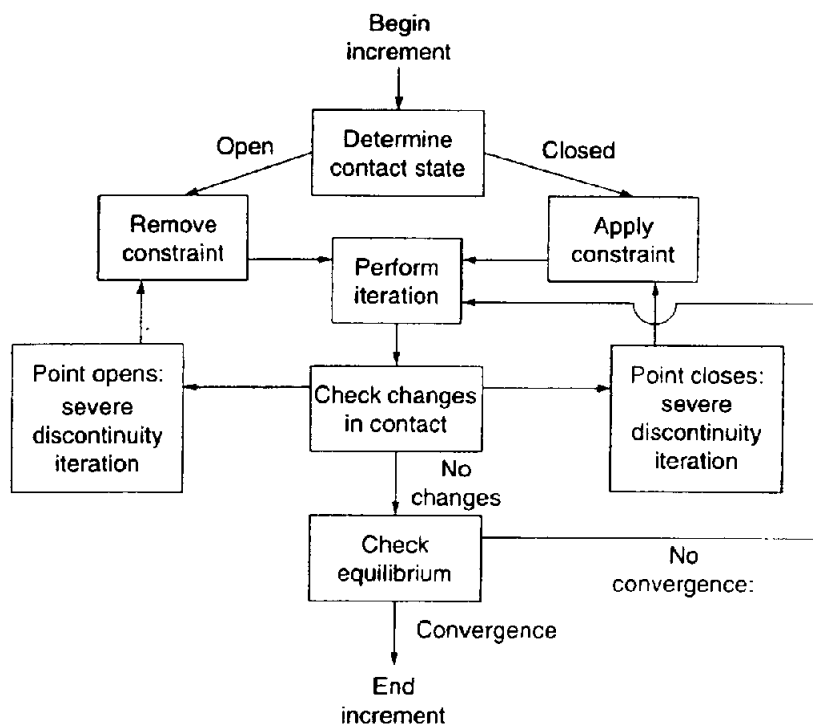 Begin
increment
Open
Determine
contact state
Closed
Remove
constraint
Perform
iteration
Apply
constraint
Point opens:
severe
discontinuity
iteration
Check changes
in contact
Point closes:
severe
discontinuity
iteration
No
changes
Check
equilibrium
No
convergence:
Convergence
End
increment